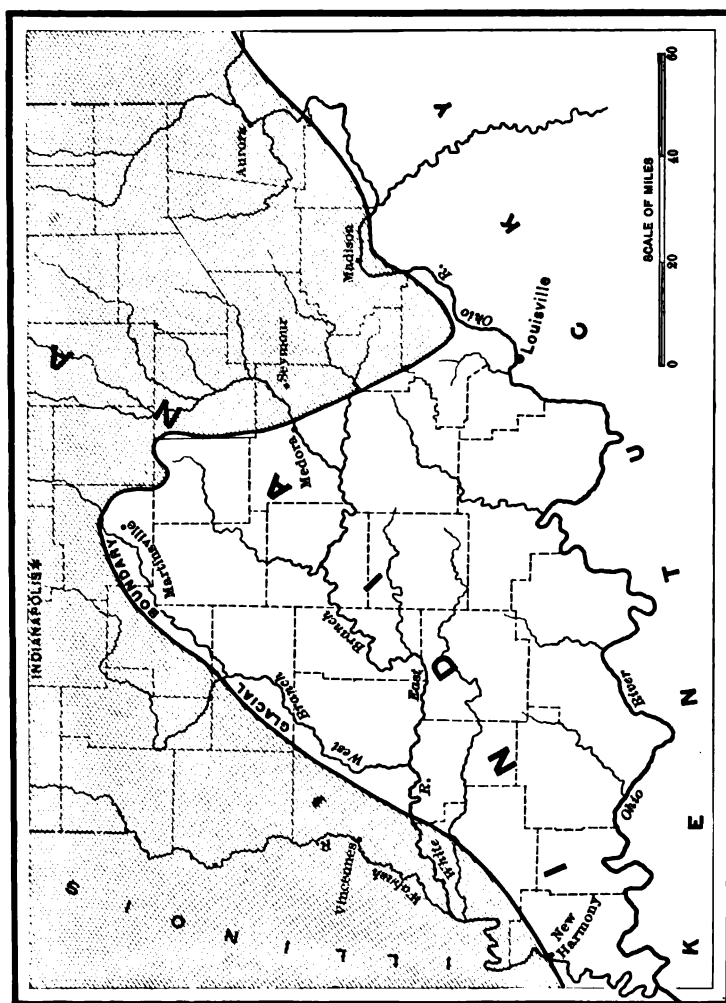 INDIANAPOLIS*
ILLINOIS
INDIANA
KENTUCKY
GLACIAL BOUNDARY
Martinsville
Medora
Seymour
Aurora
Madison
Louisville
Ohio R.
Vincennes
Wabash
R.
West Branch
East Branch
White R.
New
Harmony
Ohio River
SCALE OF MILES
0 20 40 60